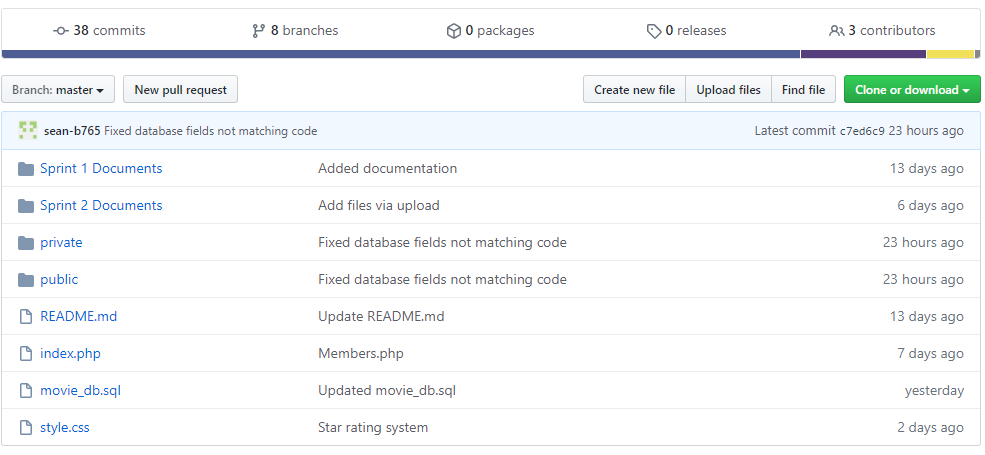 38 commits 8 branches 0 packages 0 releases 3 contributors
Branch: master New pull request Create new file Upload files Find file Clone or download
sean-b765 Fixed database fields not matching code Latest commit c7ed6c9 23 hours ago
Sprint 1 Documents Added documentation 13 days ago
Sprint 2 Documents Add files via upload 6 days ago
private Fixed database fields not matching code 23 hours ago
public Fixed database fields not matching code 23 hours ago
README.md Update README.md 13 days ago
index.php Members.php 7 days ago
movie_db.sql Updated movie_db.sql yesterday
style.css Star rating system 2 days ago